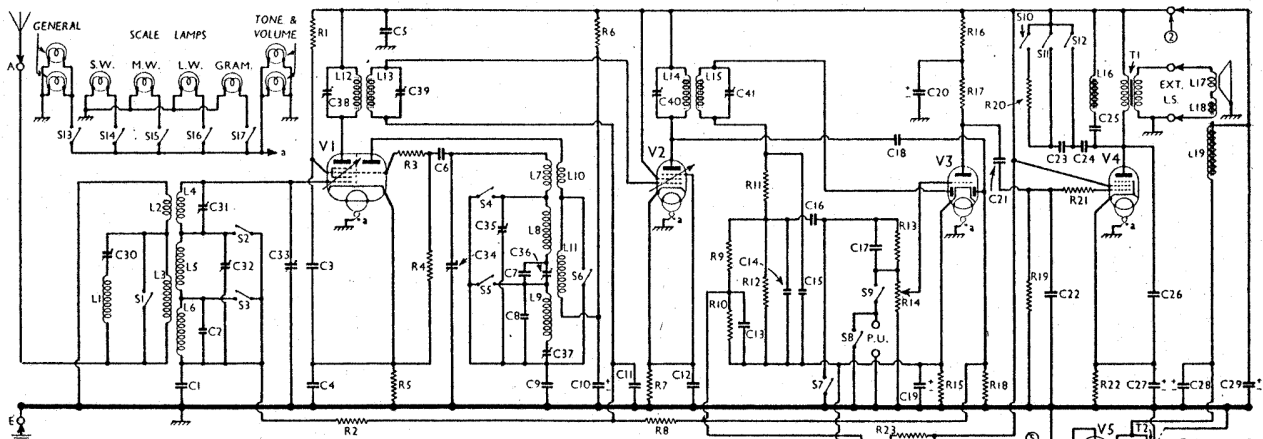 GENERAL
SCALE LAMPS
TONE &
VOLUME
S.W.
M.W.
L.W.
GRAM.
A
S13
S14
S15
S16
S17
a
R1
C5
L12
L13
C38
C39
V1
a
R3
C6
R6
L14
L15
C40
C41
V2
a
C18
R16
R17
C20
V3
a
C21
S10
S11
S12
R20
L16
T1
C25
C23
C24
V4
a
R21
2
EXT.
L.S.
L17
L18
L19
L2
L4
C31
S2
C30
L1
S1
L3
L5
C32
S3
L6
C2
C1
C33
C3
C4
R4
R5
C34
S4
C35
S5
L7
L8
C36
C7
L9
C8
C37
C9
L10
L11
S6
C10
C11
R7
C12
R11
R9
R10
C13
C14
R12
C15
C16
C17
R13
S9
R14
S8
P.U.
S7
C19
R15
R18
R19
C22
C26
R22
C27
C28
C29
E
R2
R8
R23
5
V5
T2